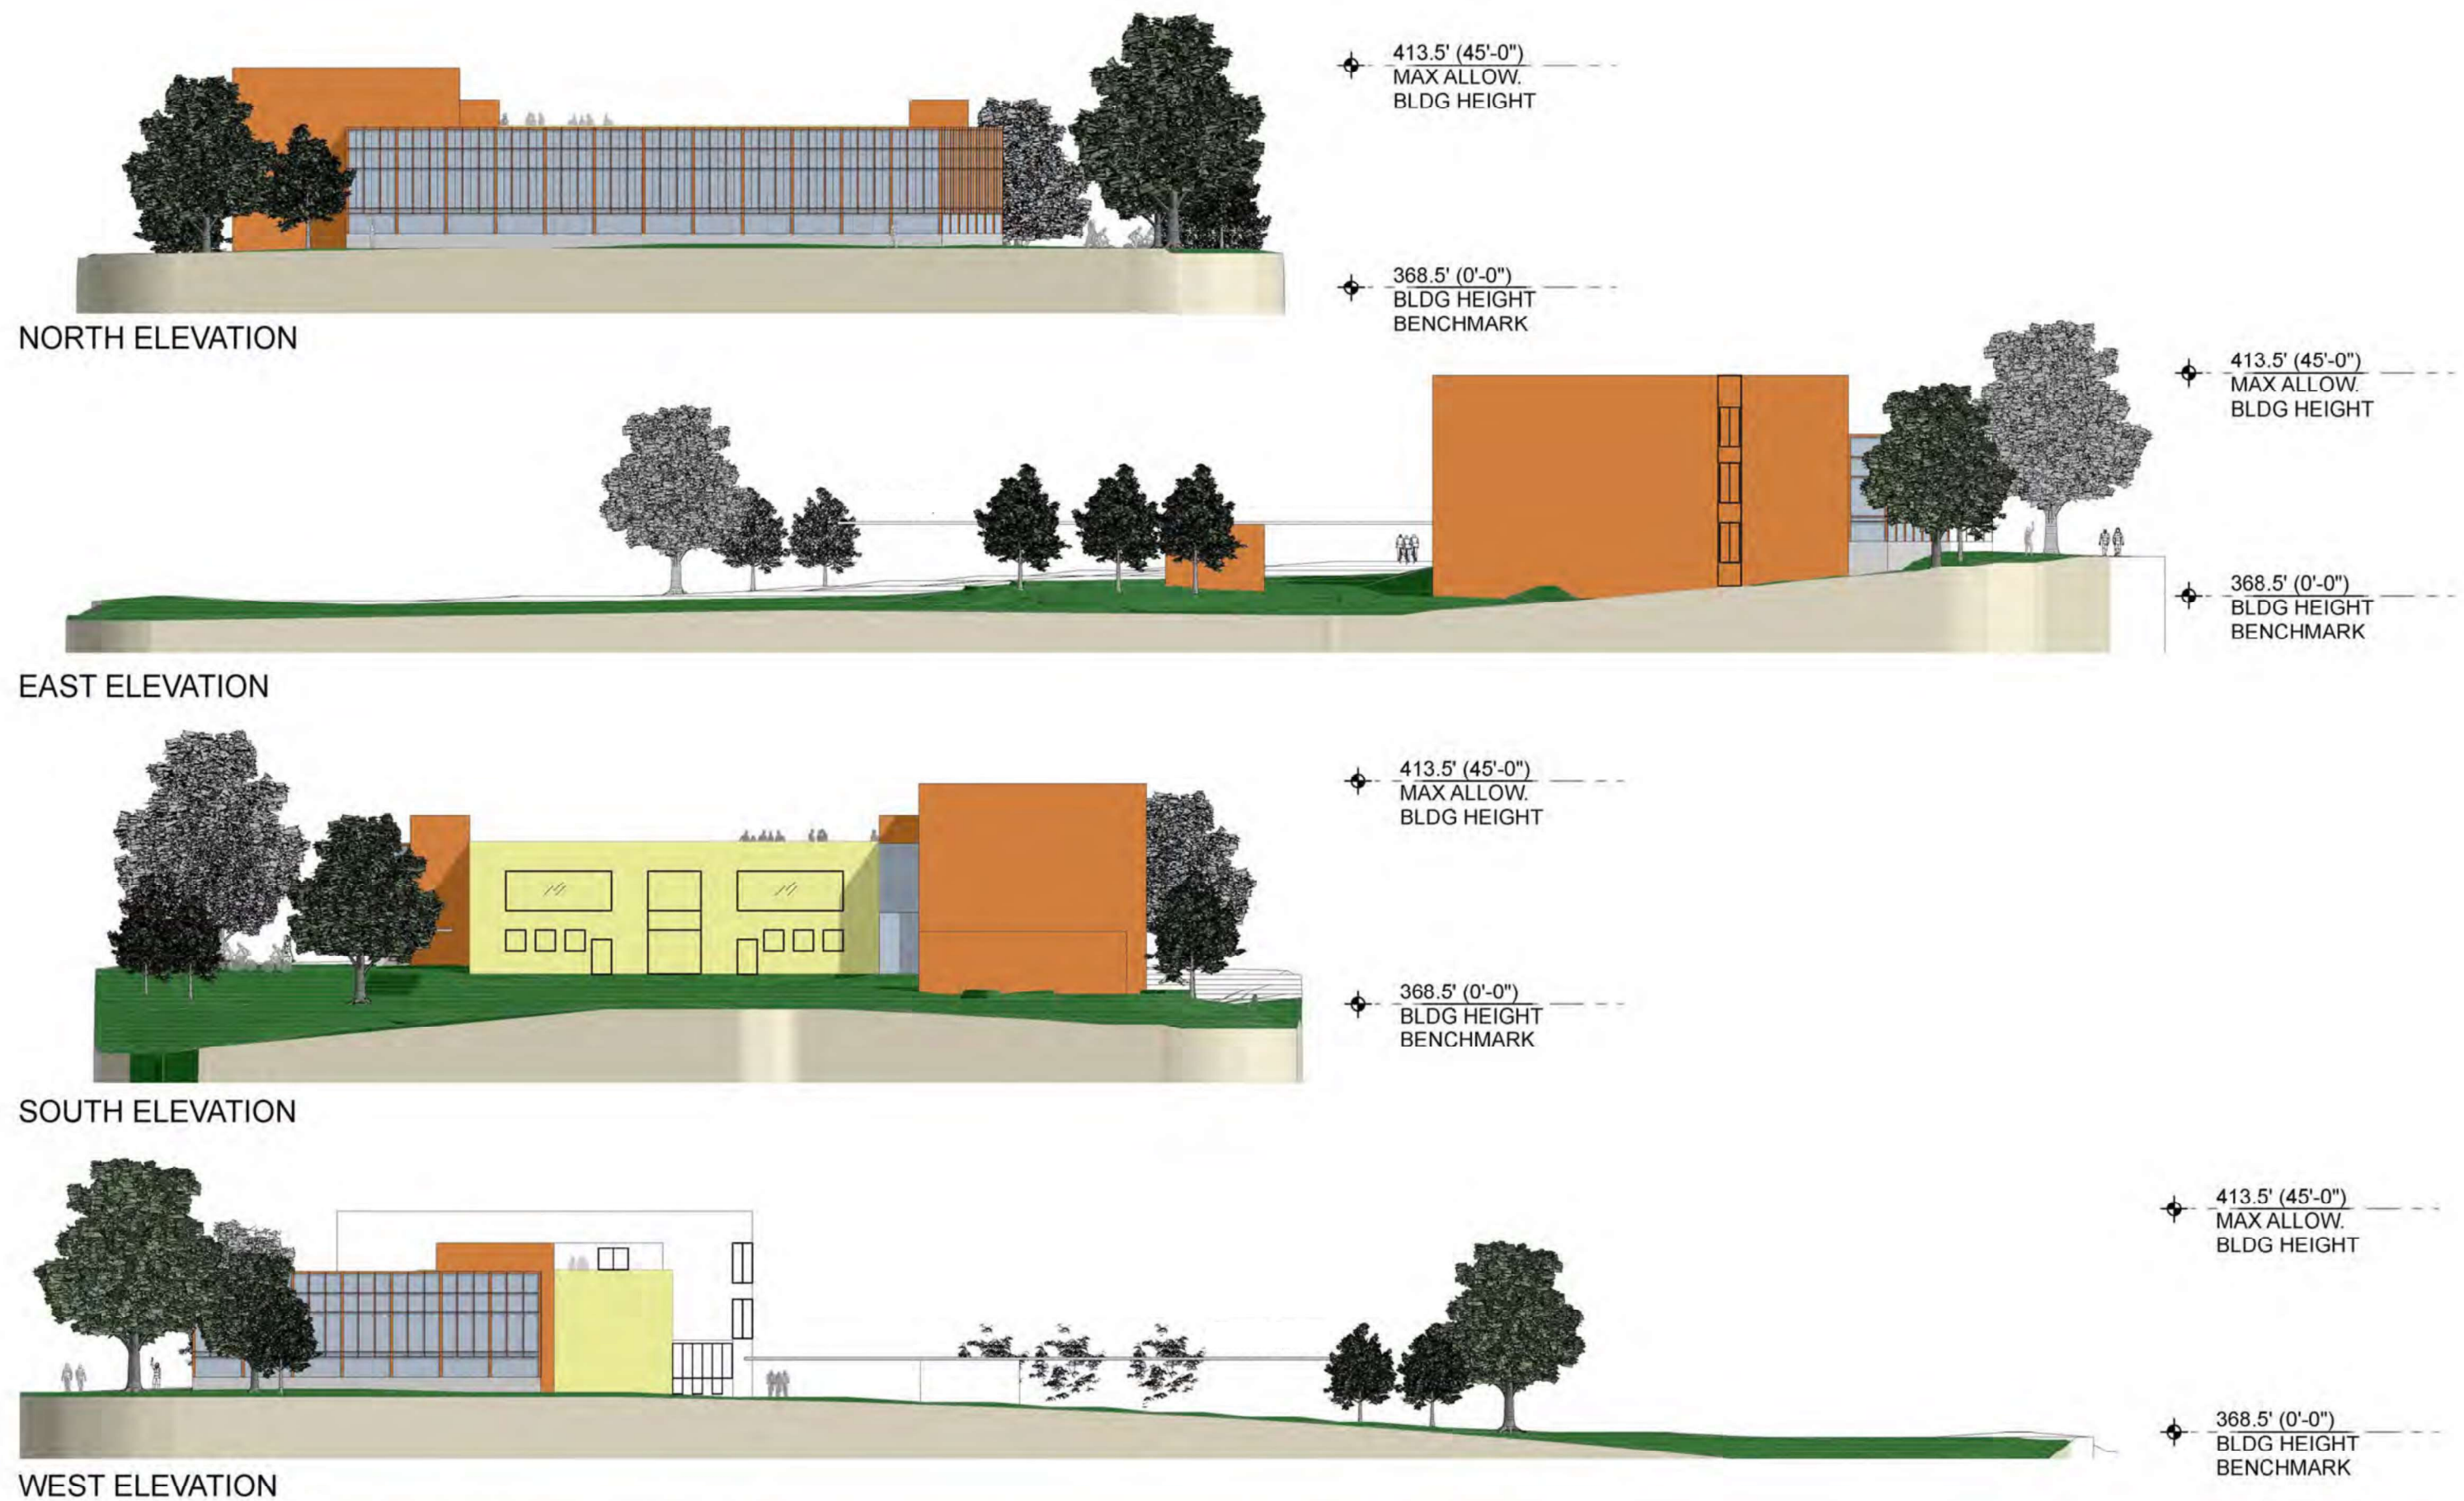 413.5' (45'-0")
MAX ALLOW.
BLDG HEIGHT
368.5' (0'-0")
BLDG HEIGHT
BENCHMARK
NORTH ELEVATION
413.5' (45'-0")
MAX ALLOW.
BLDG HEIGHT
368.5' (0'-0")
BLDG HEIGHT
BENCHMARK
EAST ELEVATION
413.5' (45'-0")
MAX ALLOW.
BLDG HEIGHT
368.5' (0'-0")
BLDG HEIGHT
BENCHMARK
SOUTH ELEVATION
413.5' (45'-0")
MAX ALLOW.
BLDG HEIGHT
368.5' (0'-0")
BLDG HEIGHT
BENCHMARK
WEST ELEVATION